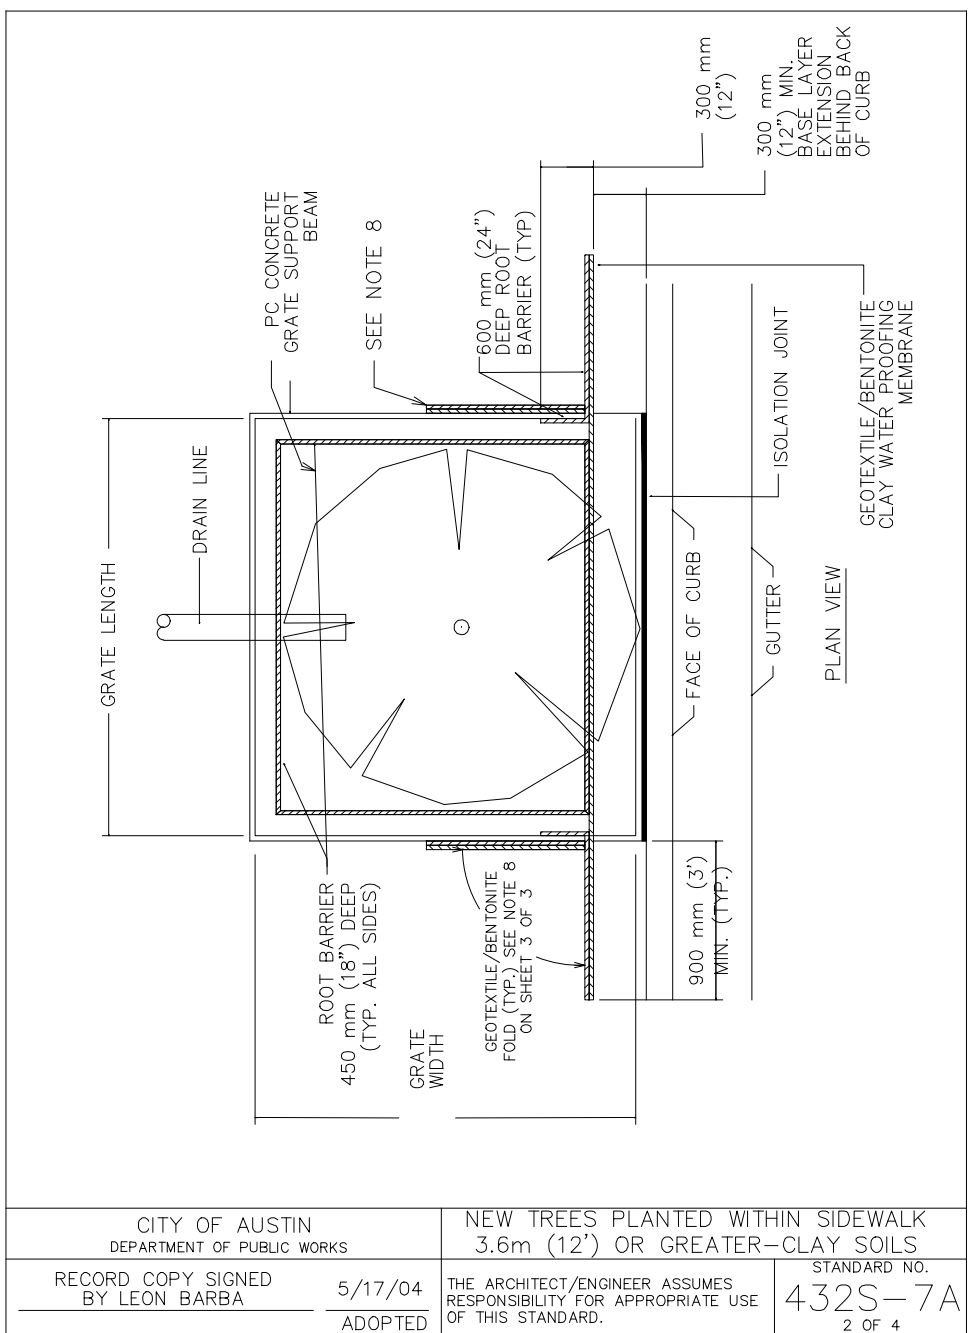 300 mm
(12")
300 mm
(12") MIN.
BASE LAYER
EXTENSION
BEHIND BACK
OF CURB
PC CONCRETE
GRATE SUPPORT
BEAM
SEE NOTE 8
600 mm (24")
DEEP ROOT
BARRIER (TYP)
GRATE LENGTH
DRAIN LINE
ISOLATION JOINT
GEOTEXTILE/BENTONITE
CLAY WATER PROOFING
MEMBRANE
FACE OF CURB
GUTTER
PLAN VIEW
ROOT BARRIER
450 mm (18") DEEP
(TYP. ALL SIDES)
GRATE
WIDTH
GEOTEXTILE/BENTONITE
FOLD (TYP.) SEE NOTE 8
ON SHEET 3 OF 3
900 mm (3')
MIN. (TYP.)
CITY OF AUSTIN
DEPARTMENT OF PUBLIC WORKS
NEW TREES PLANTED WITHIN SIDEWALK
3.6m (12') OR GREATER-CLAY SOILS
RECORD COPY SIGNED
BY LEON BARBA
5/17/04
ADOPTED
THE ARCHITECT/ENGINEER ASSUMES
RESPONSIBILITY FOR APPROPRIATE USE
OF THIS STANDARD.
STANDARD NO.
432S-7A
2 OF 4